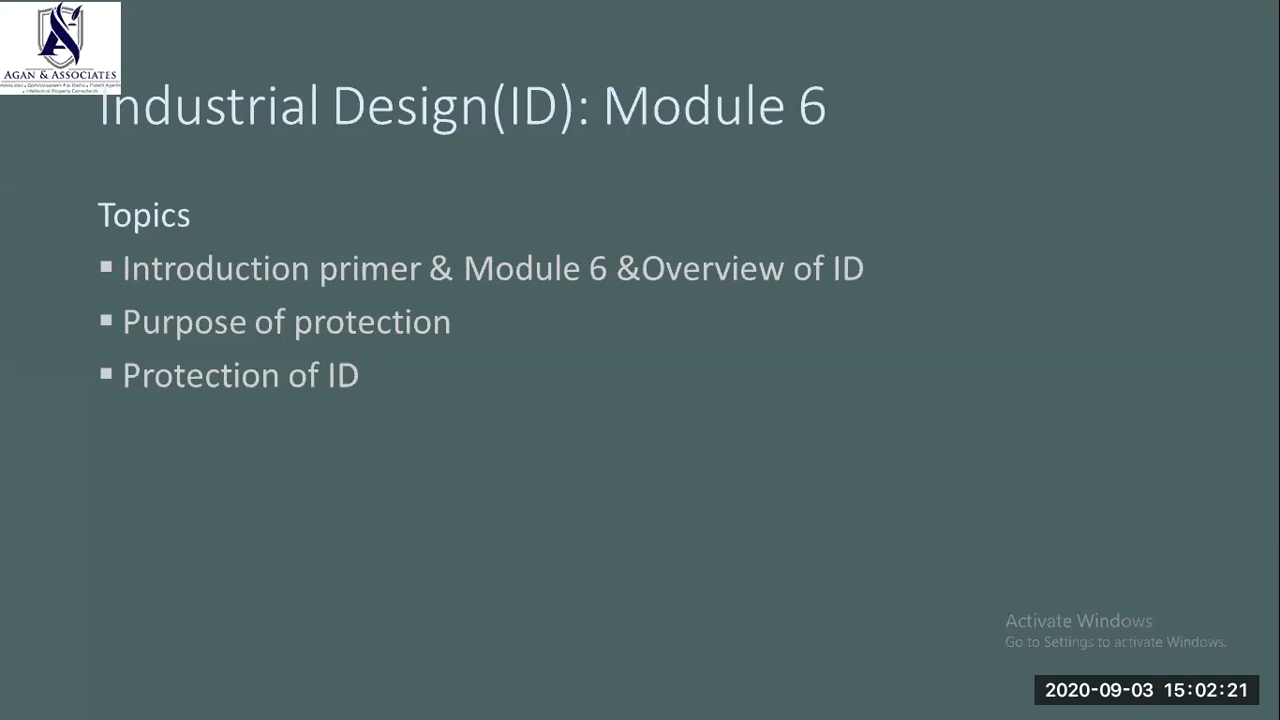 AGAN & ASSOCIATES
Industrial Design(ID): Module 6
Topics
▪ Introduction primer & Module 6 &Overview of ID
▪ Purpose of protection
▪ Protection of ID
Activate Windows
Go to Settings to activate Windows.
2020-09-03 15:02:21